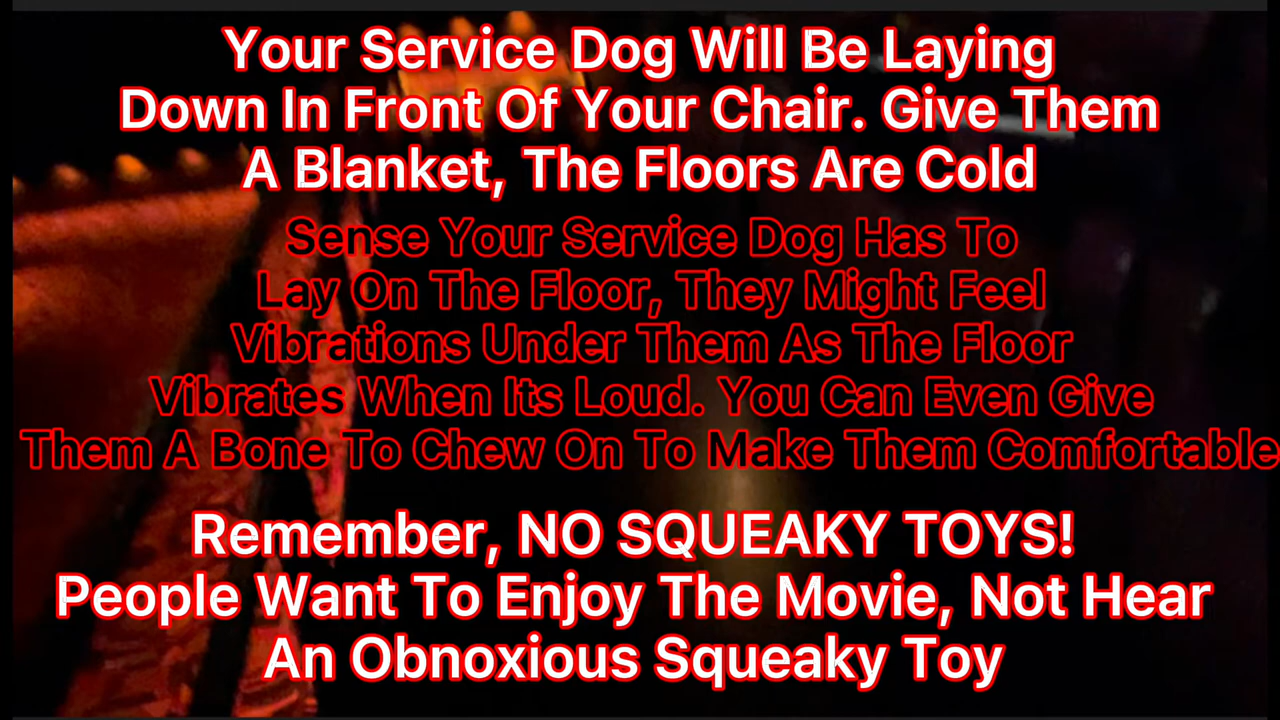 Your Service Dog Will Be Laying
Down In Front Of Your Chair. Give Them
A Blanket, The Floors Are Cold
Sense Your Service Dog Has To
Lay On The Floor, They Might Feel
Vibrations Under Them As The Floor
Vibrates When Its Loud. You Can Even Give
Them A Bone To Chew On To Make Them Comfortable
Remember, NO SQUEAKY TOYS!
People Want To Enjoy The Movie, Not Hear
An Obnoxious Squeaky Toy